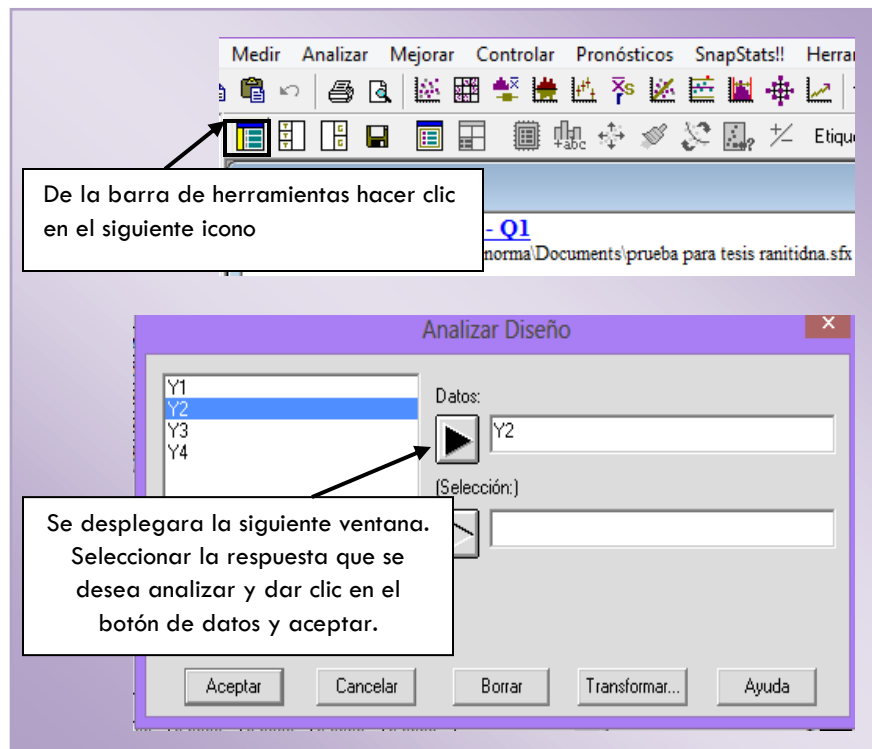 Medir Analizar Mejorar Controlar Pronósticos SnapStats!!
Etique
De la barra de herramientas hacer clic
en el siguiente icono
- Q1
norma\Documents\prueba para tesis ranitidna.sfx
Analizar Diseño
Y1
Y2
Y3
Y4
Datos:
Y2
(Selección:)
Se desplegara la siguiente ventana.
Seleccionar la respuesta que se
desea analizar y dar clic en el
botón de datos y aceptar.
Aceptar Cancelar Borrar Transformar... Ayuda